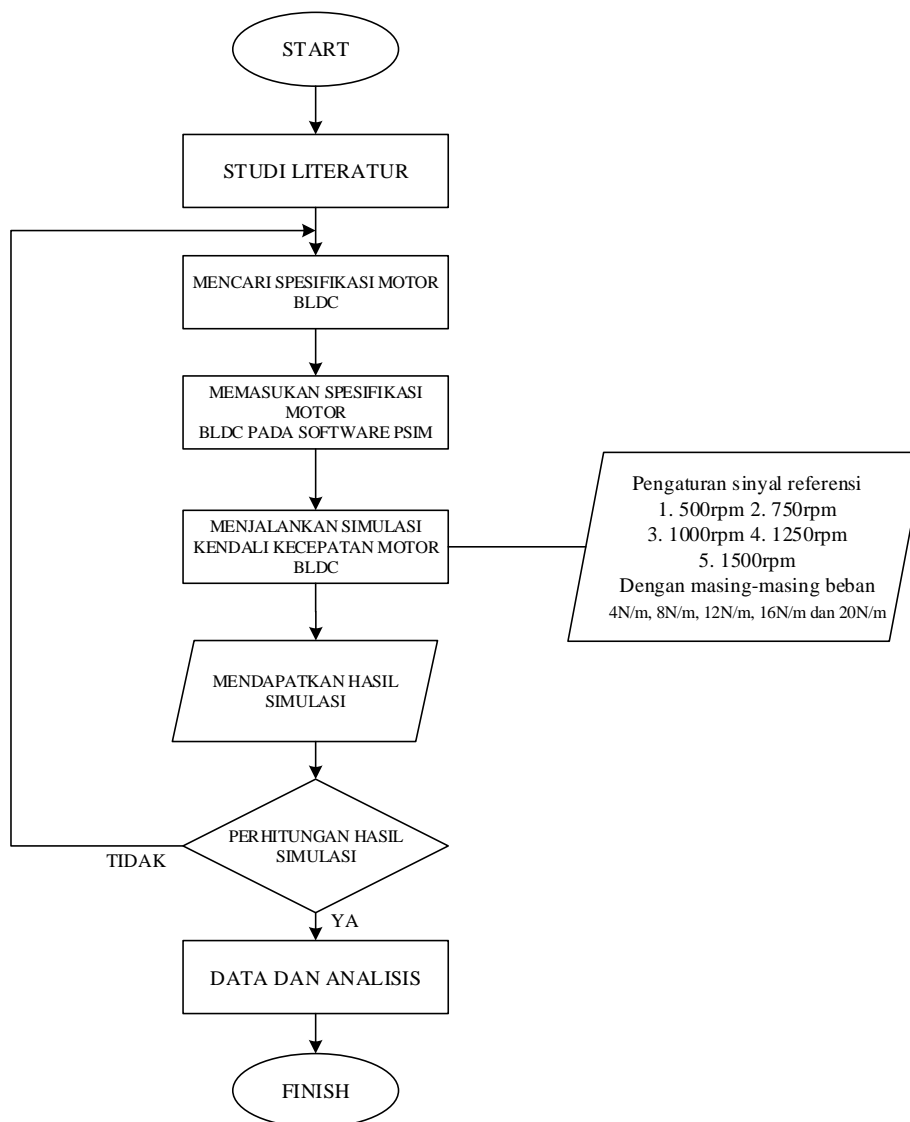 START
STUDI LITERATUR
MENCARI SPESIFIKASI MOTOR
BLDC
MEMASUKAN SPESIFIKASI
MOTOR
BLDC PADA SOFTWARE PSIM
MENJALANKAN SIMULASI
KENDALI KECEPATAN MOTOR
BLDC
Pengaturan sinyal referensi
1. 500rpm 2. 750rpm
3. 1000rpm 4. 1250rpm
5. 1500rpm
Dengan masing-masing beban
4N/m, 8N/m, 12N/m, 16N/m dan 20N/m
MENDAPATKAN HASIL
SIMULASI
PERHITUNGAN HASIL
SIMULASI
TIDAK
YA
DATA DAN ANALISIS
FINISH